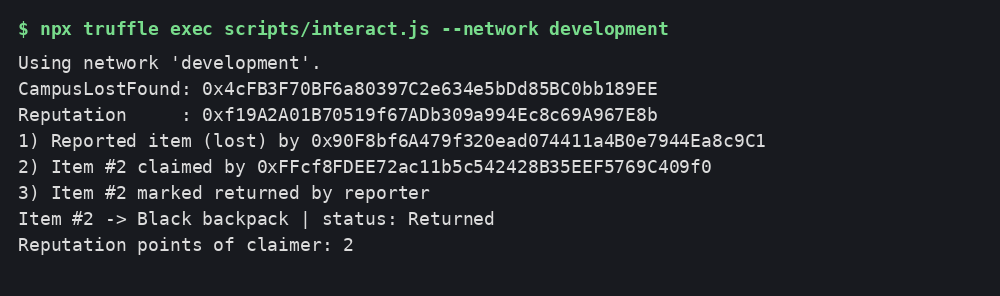 $ npx truffle exec scripts/interact.js --network development
Using network 'development'.
CampusLostFound: 0x4cFB3F70BF6a80397C2e634e5bDd85BC0bb189EE
Reputation     : 0xf19A2A01B70519f67ADb309a994Ec8c69A967E8b
1) Reported item (lost) by 0x90F8bf6A479f320ead074411a4B0e7944Ea8c9C1
2) Item #2 claimed by 0xFFcf8FDEE72ac11b5c542428B35EEF5769C409f0
3) Item #2 marked returned by reporter
Item #2 -> Black backpack | status: Returned
Reputation points of claimer: 2